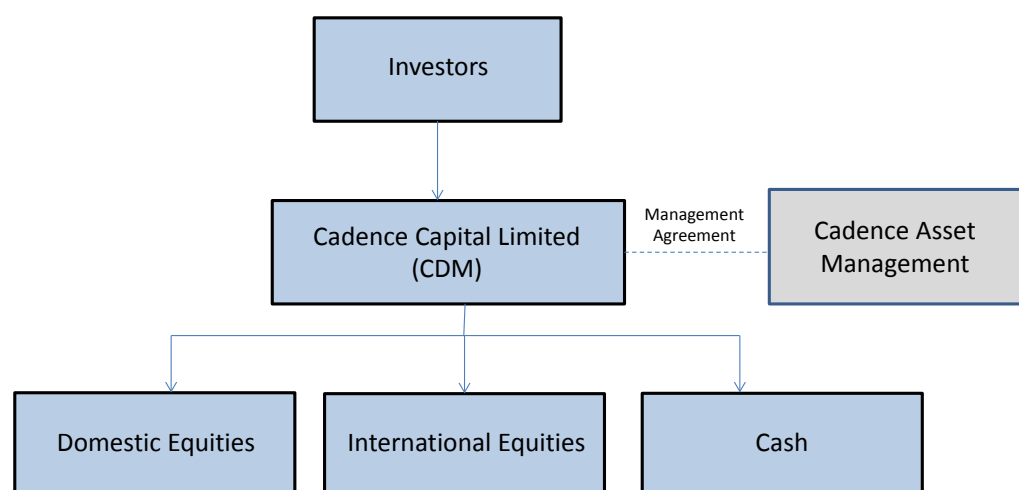 Investors
Cadence Capital Limited
(CDM)
Management
Agreement
Cadence Asset
Management
Domestic Equities
International Equities
Cash